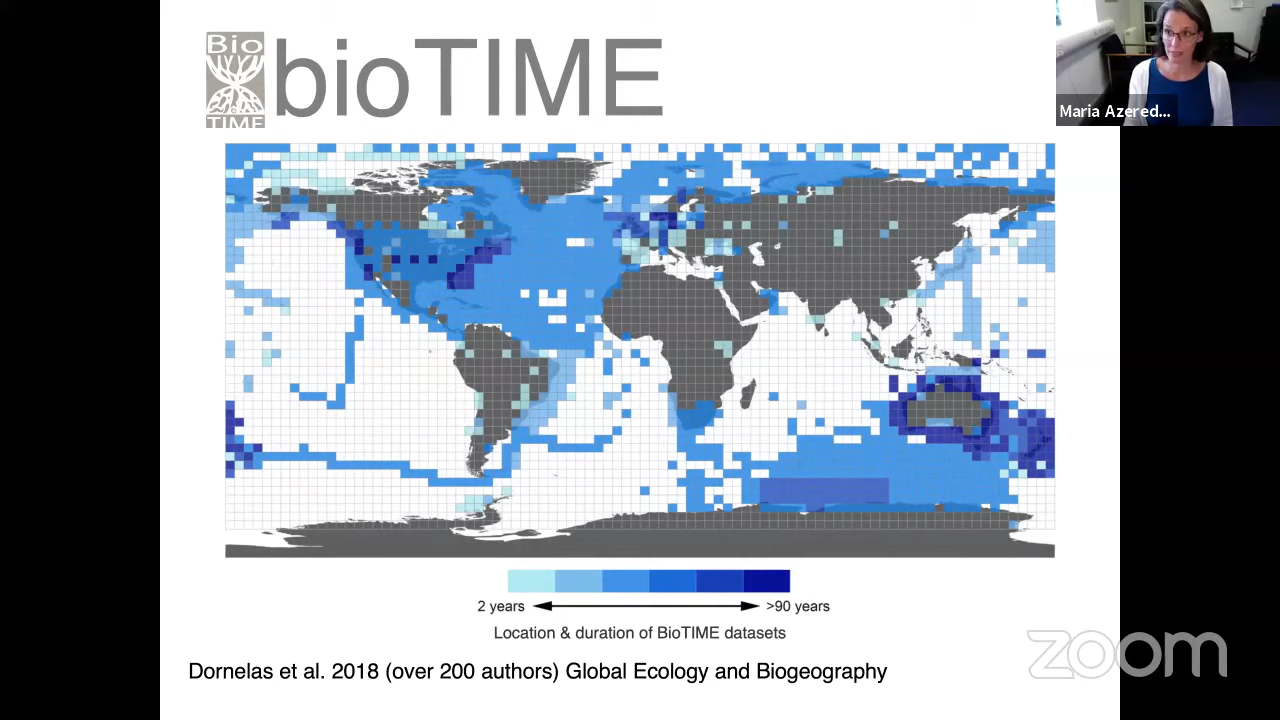 Bio
TIME
bioTIME
Maria Azered...
2 years
>90 years
Location & duration of BioTIME datasets
Dornelas et al. 2018 (over 200 authors) Global Ecology and Biogeography
zoom